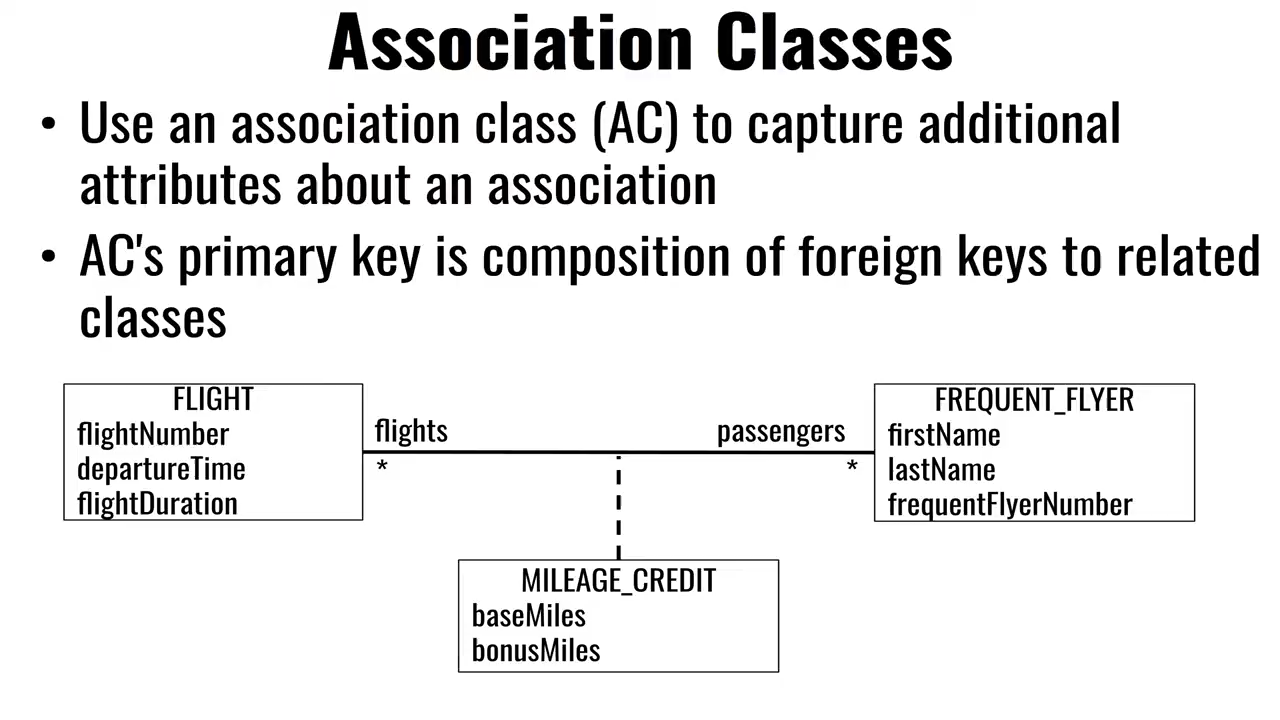 Association Classes
• Use an association class (AC) to capture additional
attributes about an association
• AC's primary key is composition of foreign keys to related
classes
FLIGHT
flightNumber
departureTime
flightDuration
flights
*
passengers
*
FREQUENT_FLYER
firstName
lastName
frequentFlyerNumber
MILEAGE_CREDIT
baseMiles
bonusMiles